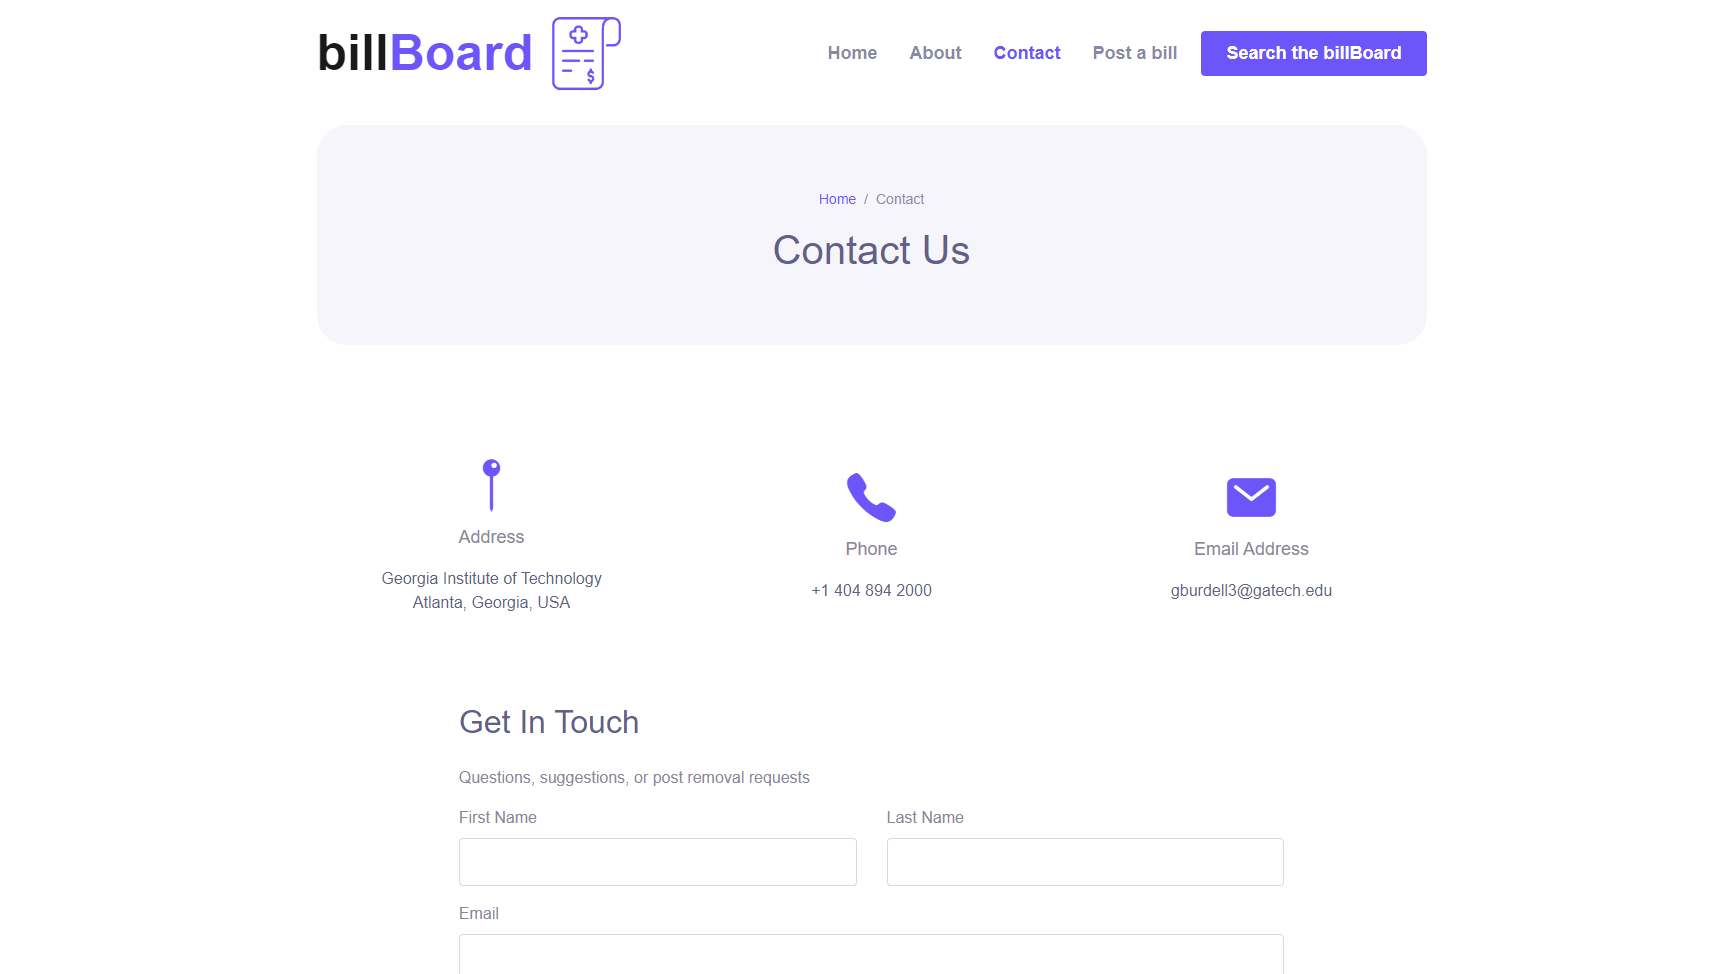 billBoard $
Home About Contact Post a bill Search the billBoard
Home / Contact
Contact Us
Address
Georgia Institute of Technology
Atlanta, Georgia, USA
Phone
+1 404 894 2000
Email Address
gburdell3@gatech.edu
Get In Touch
Questions, suggestions, or post removal requests
First Name Last Name
Email